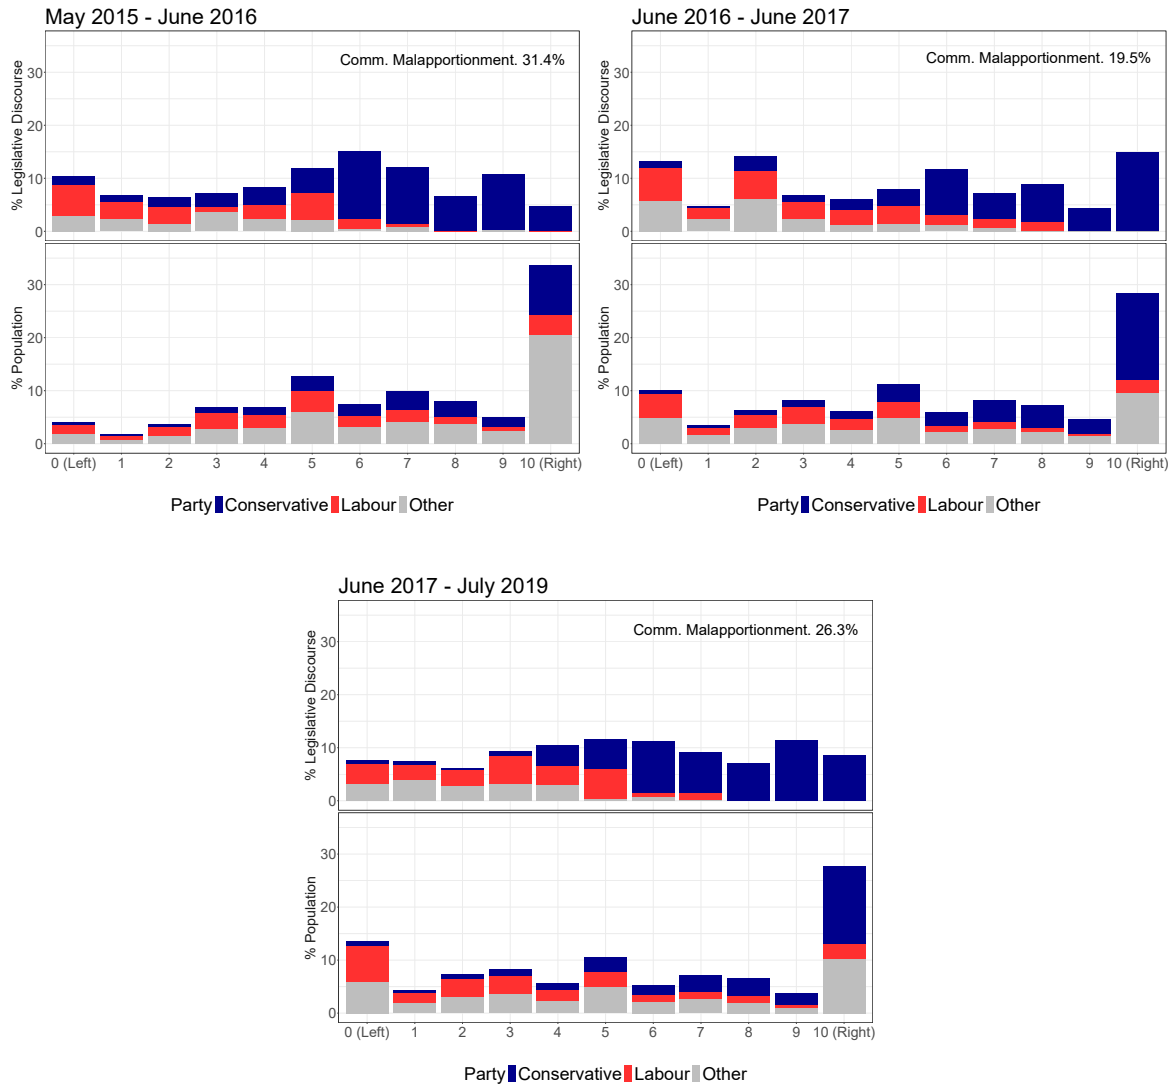 May 2015 - June 2016
Comm. Malapportionment. 31.4%
% Legislative Discourse
30
20
10
0
% Population
30
20
10
0
0 (Left) 1 2 3 4 5 6 7 8 9 10 (Right)
Party Conservative Labour Other
June 2016 - June 2017
Comm. Malapportionment. 19.5%
% Legislative Discourse
30
20
10
0
% Population
30
20
10
0
0 (Left) 1 2 3 4 5 6 7 8 9 10 (Right)
Party Conservative Labour Other
June 2017 - July 2019
Comm. Malapportionment. 26.3%
% Legislative Discourse
30
20
10
0
% Population
30
20
10
0
0 (Left) 1 2 3 4 5 6 7 8 9 10 (Right)
Party Conservative Labour Other